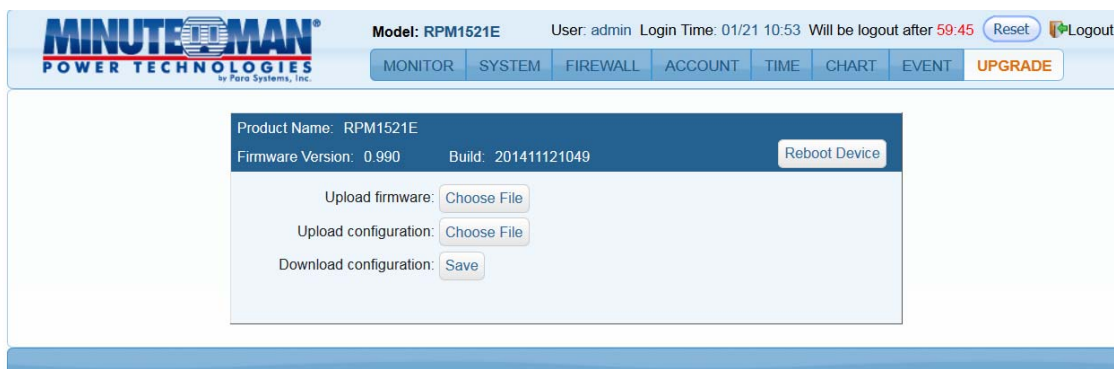 MINUTEMAN®
POWER TECHNOLOGIES
by Para Systems, Inc.
Model: RPM1521E User: admin Login Time: 01/21 10:53 Will be logout after 59:45 Reset Logout
MONITOR SYSTEM FIREWALL ACCOUNT TIME CHART EVENT UPGRADE
Product Name: RPM1521E
Firmware Version: 0.990 Build: 201411121049 Reboot Device
Upload firmware: Choose File
Upload configuration: Choose File
Download configuration: Save